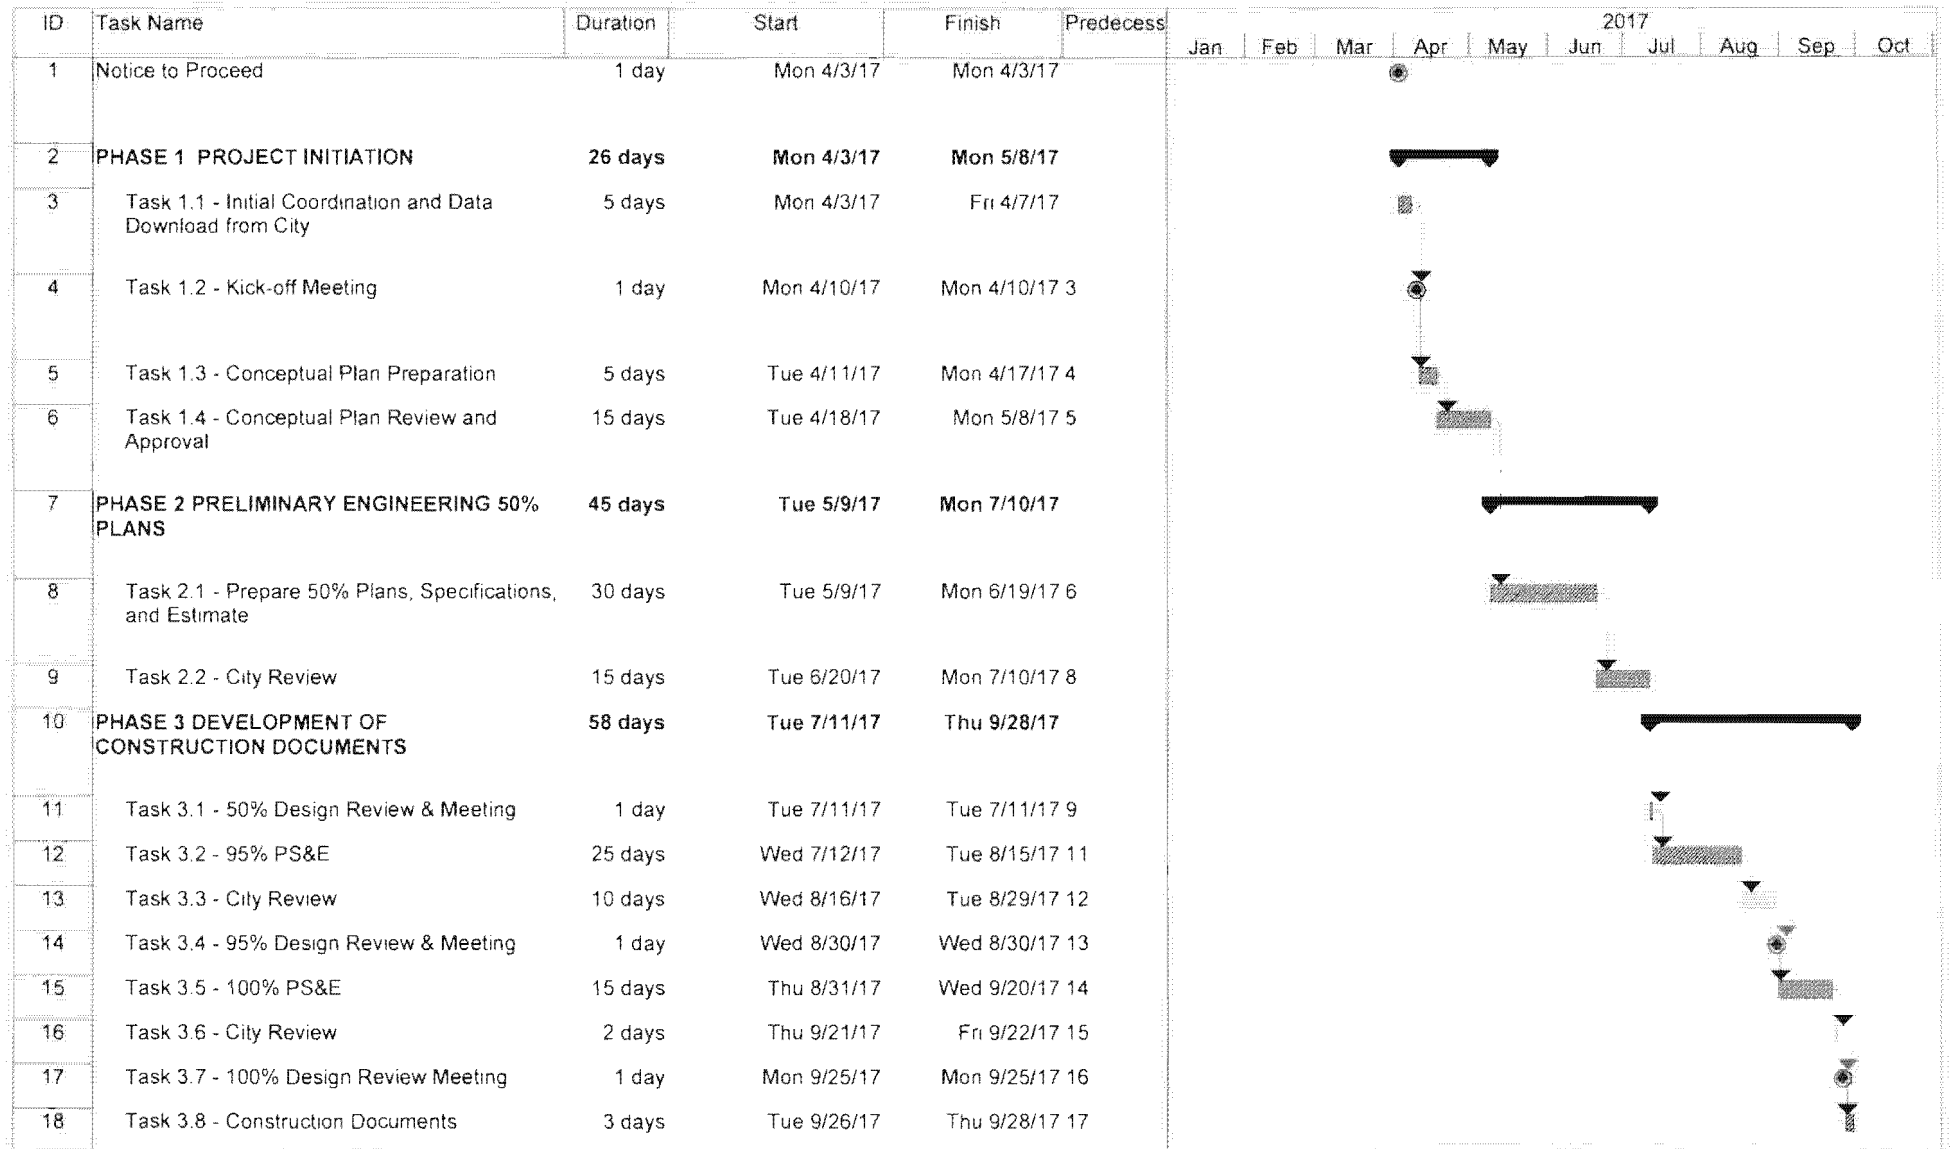 ID Task Name Duration Start Finish Predecess 2017
Jan Feb Mar Apr May Jun Jul Aug Sep Oct
1 Notice to Proceed 1 day Mon 4/3/17 Mon 4/3/17
2 PHASE 1 PROJECT INITIATION 26 days Mon 4/3/17 Mon 5/8/17
3 Task 1.1 - Initial Coordination and Data 5 days Mon 4/3/17 Fri 4/7/17
Download from City
4 Task 1.2 - Kick-off Meeting 1 day Mon 4/10/17 Mon 4/10/17 3
5 Task 1.3 - Conceptual Plan Preparation 5 days Tue 4/11/17 Mon 4/17/17 4
6 Task 1.4 - Conceptual Plan Review and 15 days Tue 4/18/17 Mon 5/8/17 5
Approval
7 PHASE 2 PRELIMINARY ENGINEERING 50% 45 days Tue 5/9/17 Mon 7/10/17
PLANS
8 Task 2.1 - Prepare 50% Plans, Specifications, 30 days Tue 5/9/17 Mon 6/19/17 6
and Estimate
9 Task 2.2 - City Review 15 days Tue 6/20/17 Mon 7/10/17 8
10 PHASE 3 DEVELOPMENT OF 58 days Tue 7/11/17 Thu 9/28/17
CONSTRUCTION DOCUMENTS
11 Task 3.1 - 50% Design Review & Meeting 1 day Tue 7/11/17 Tue 7/11/17 9
12 Task 3.2 - 95% PS&E 25 days Wed 7/12/17 Tue 8/15/17 11
13 Task 3.3 - City Review 10 days Wed 8/16/17 Tue 8/29/17 12
14 Task 3.4 - 95% Design Review & Meeting 1 day Wed 8/30/17 Wed 8/30/17 13
15 Task 3.5 - 100% PS&E 15 days Thu 8/31/17 Wed 9/20/17 14
16 Task 3.6 - City Review 2 days Thu 9/21/17 Fri 9/22/17 15
17 Task 3.7 - 100% Design Review Meeting 1 day Mon 9/25/17 Mon 9/25/17 16
18 Task 3.8 - Construction Documents 3 days Tue 9/26/17 Thu 9/28/17 17